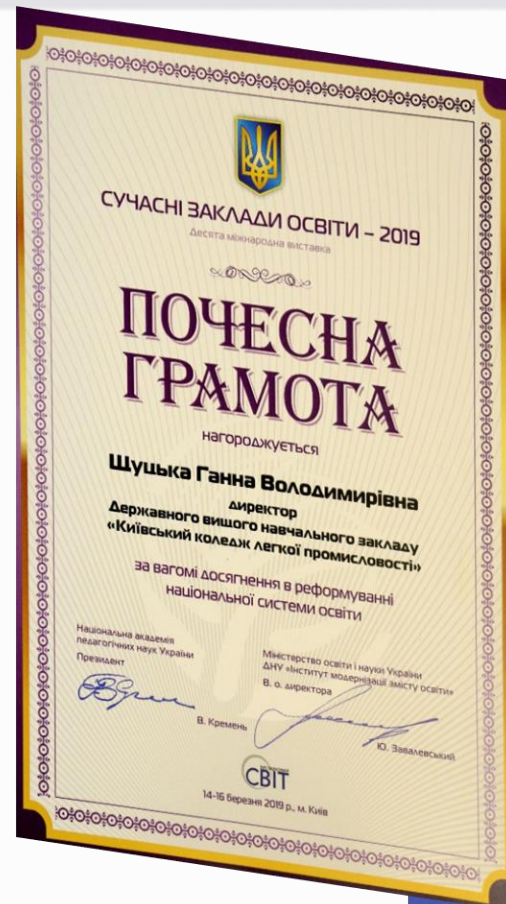 СУЧАСНІ ЗАКЛАДИ ОСВІТИ – 2019
Десята міжнародна виставка
ПОЧЕСНА
ГРАМОТА
нагороджується
Щуцька Ганна Володимирівна
директор
Державного вищого навчального закладу
«Київський коледж легкої промисловості»
за вагомі досягнення в реформуванні
національної системи освіти
Національна академія
педагогічних наук України
Президент
В. Кремень
Міністерство освіти і науки України
ДНУ «Інститут модернізації змісту освіти»
В. о. директора
Ю. Завалевський
СВІТ
14-16 березня 2019 р., м. Київ